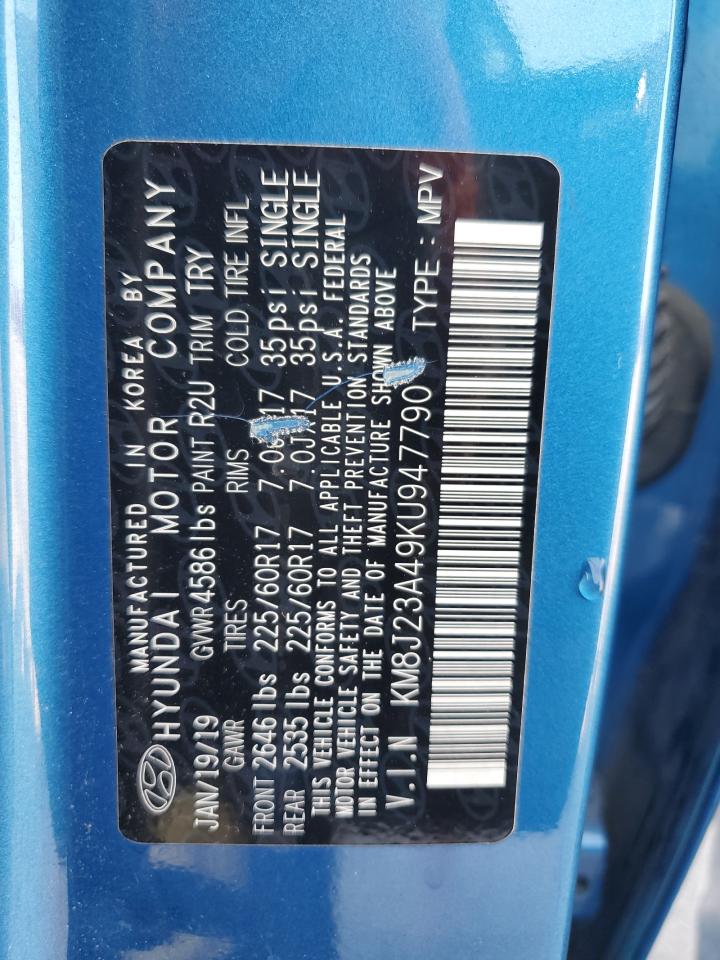 MANUFACTURED IN KOREA BY
HYUNDAI MOTOR COMPANY
JAN/19/19 GVWR 4586 lbs PAINT R2U TRIM TRY
GAWR TIRES RIMS COLD TIRE INFL
FRONT 2646 lbs 225/60R17 35psi SINGLE
REAR 2535 lbs 225/60R17 7.0JX17 35psi SINGLE
THIS VEHICLE CONFORMS TO ALL APPLICABLE U.S.A. FEDERAL
MOTOR VEHICLE SAFETY AND THEFT PREVENTION STANDARDS
IN EFFECT ON THE DATE OF MANUFACTURE SHOWN ABOVE
V.I.N KM8J23A49KU947790 TYPE : MPV